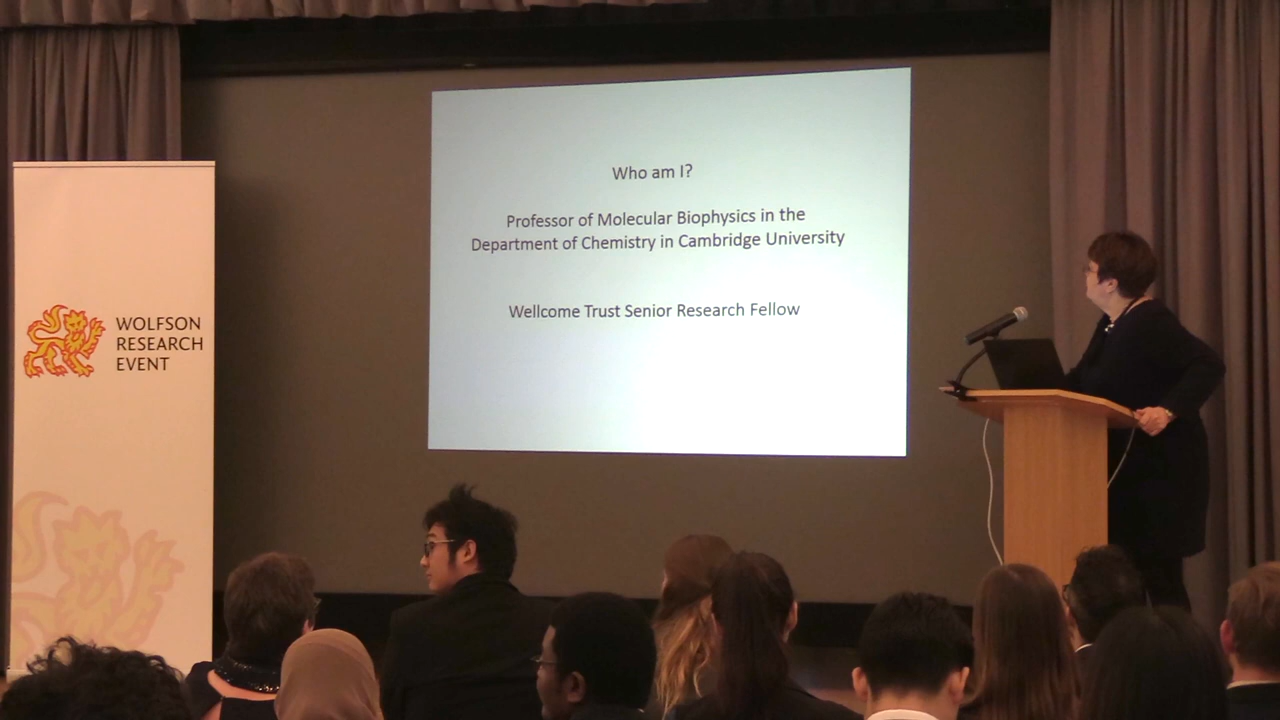 WOLFSON
RESEARCH
EVENT
Who am I?
Professor of Molecular Biophysics in the
Department of Chemistry in Cambridge University
Wellcome Trust Senior Research Fellow